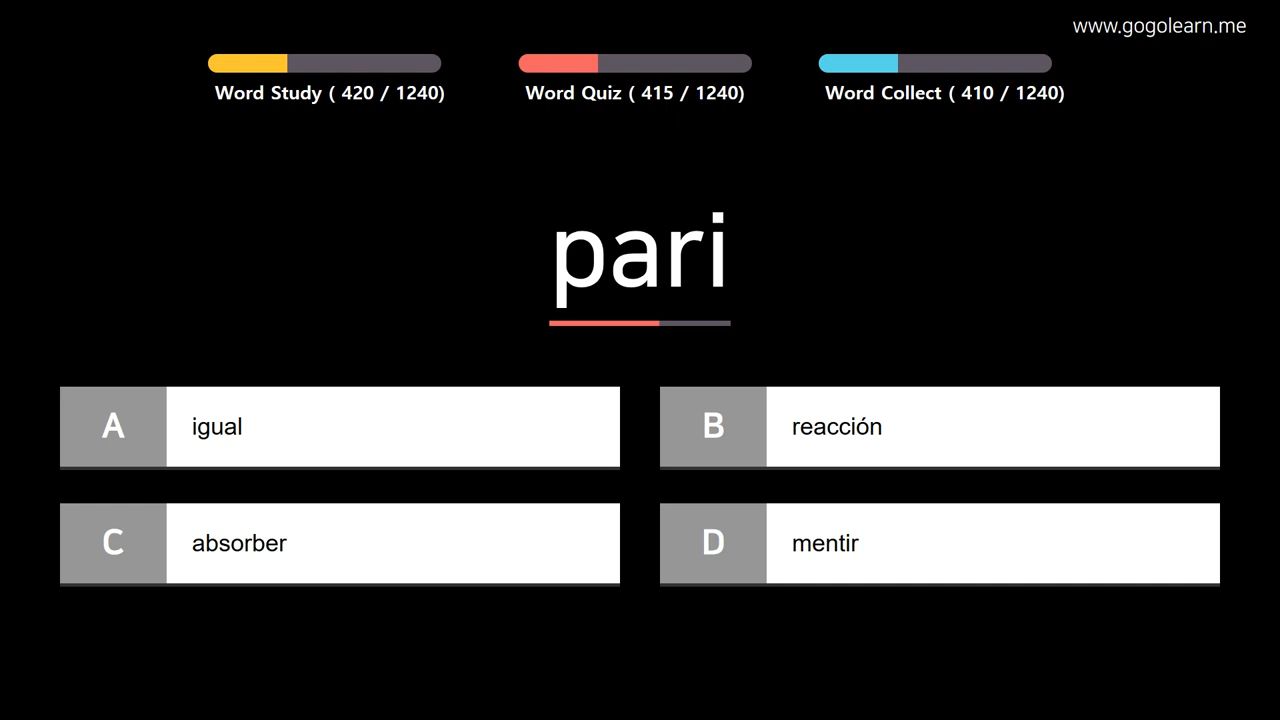 www.gogolearn.me
Word Study ( 420 / 1240)
Word Quiz ( 415 / 1240)
Word Collect ( 410 / 1240)
pari
A igual
B reacción
C absorber
D mentir